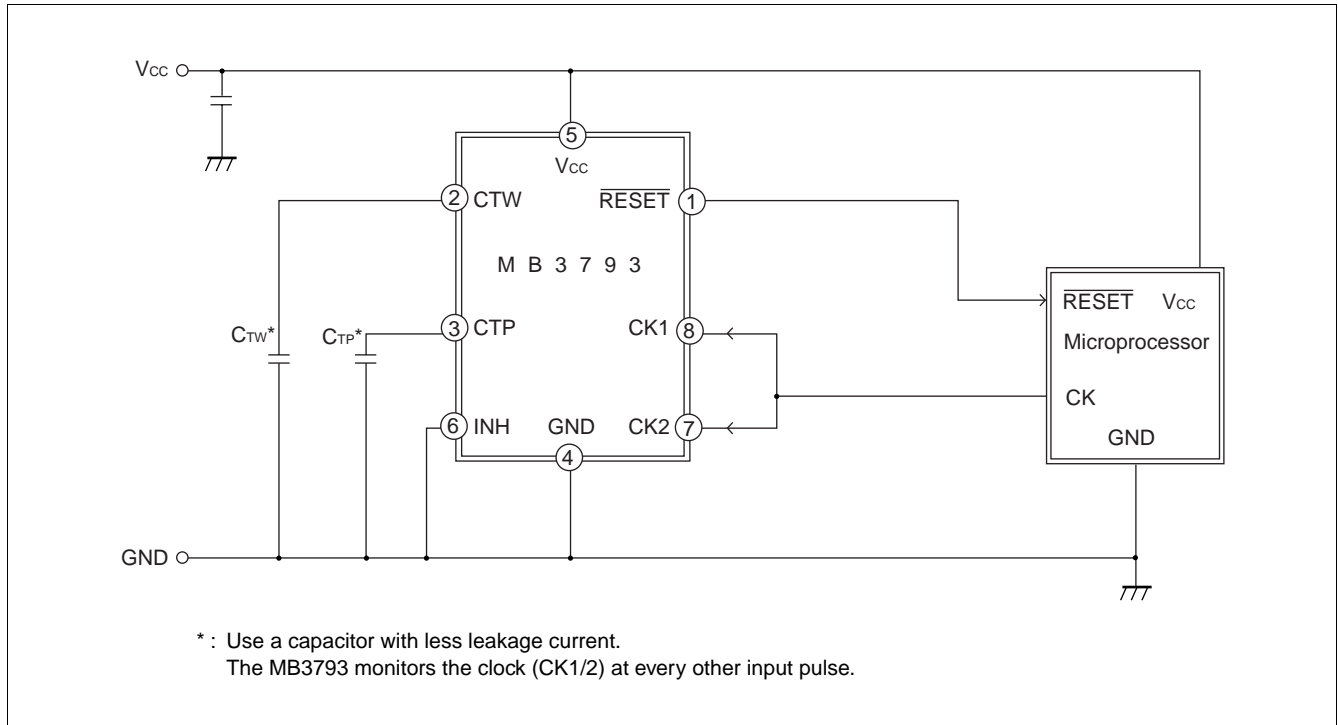 Vcc
5
Vcc
2 CTW
RESET 1
M B 3 7 9 3
RESET Vcc
Microprocessor
CTW*
CTP*
3 CTP
CK1 8
CK
6 INH
GND
CK2 7
GND
4
GND
* : Use a capacitor with less leakage current.
The MB3793 monitors the clock (CK1/2) at every other input pulse.